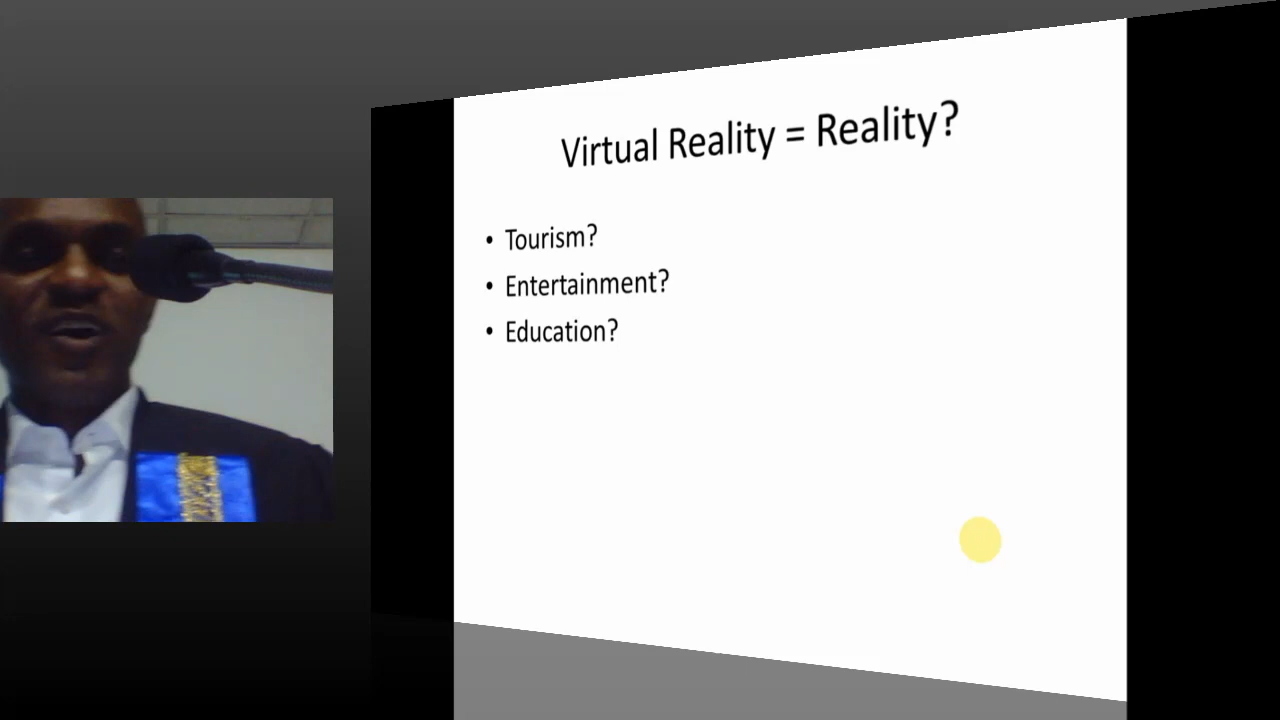 Virtual Reality = Reality?
• Tourism?
• Entertainment?
• Education?